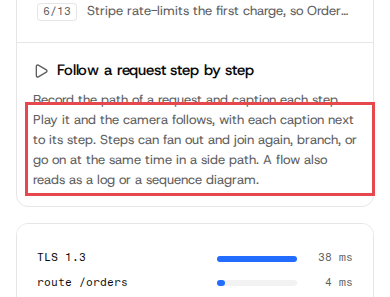 6/13 Stripe rate-limits the first charge, so Order...
Follow a request step by step
Record the path of a request and caption each step.
Play it and the camera follows, with each caption next
to its step. Steps can fan out and join again, branch, or
go on at the same time in a side path. A flow also
reads as a log or a sequence diagram.
TLS 1.3 38 ms
route /orders 4 ms